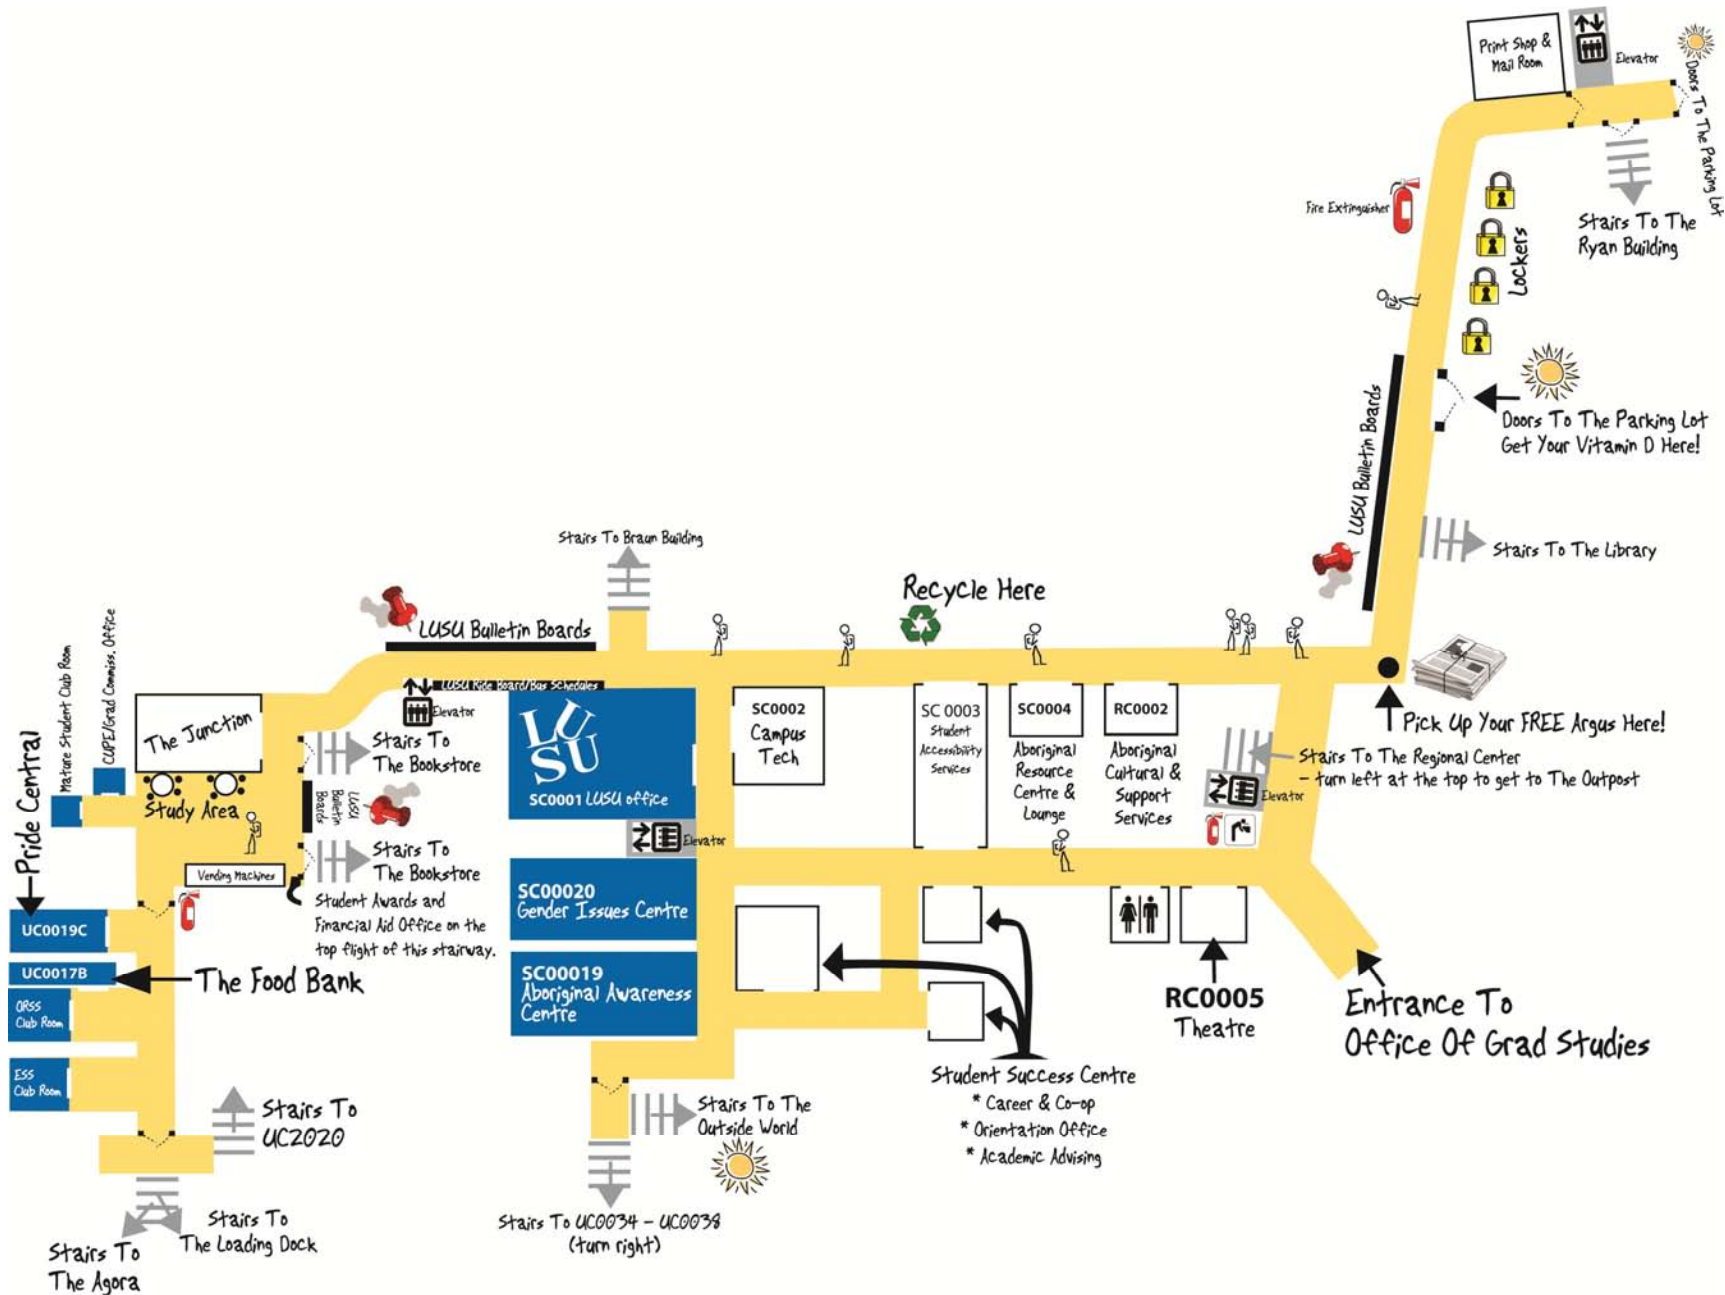 Print Shop &
Mail Room
Elevator
Doors To The Parking Lot
Fire Extinguisher
Stairs To The
Ryan Building
Lockers
LUSU Bulletin Boards
Doors To The Parking Lot
Get Your Vitamin D Here!
Stairs To The Library
Stairs To Braun Building
Recycle Here
LUSU Bulletin Boards
LUSU Ride Board/Bus Schedules
Elevator
Mature Student Club Room
CUPE/Grad Commiss. Office
Pride Central
The Junction
Study Area
Stairs To
The Bookstore
LUSU
Bulletin
Boards
Stairs To
The Bookstore
Vending Machines
Student Awards and
Financial Aid Office on the
top flight of this stairway.
LUSU
SC0001 LUSU office
Elevator
SC0002
Campus
Tech
SC 0003
Student
Accessibility
Services
SC0004
Aboriginal
Resource
Centre &
Lounge
RC0002
Aboriginal
Cultural &
Support
Services
Pick Up Your FREE Argus Here!
Stairs To The Regional Center
- turn left at the top to get to The Outpost
Elevator
SC00020
Gender Issues Centre
SC00019
Aboriginal Awareness
Centre
UC0019C
UC0017B
The Food Bank
ORSS
Club Room
ESS
Club Room
RC0005
Theatre
Entrance To
Office Of Grad Studies
Student Success Centre
* Career & Co-op
* Orientation Office
* Academic Advising
Stairs To
UC2020
Stairs To The
Outside World
Stairs To
The Loading Dock
Stairs To
The Agora
Stairs To UC0034 - UC0038
(turn right)